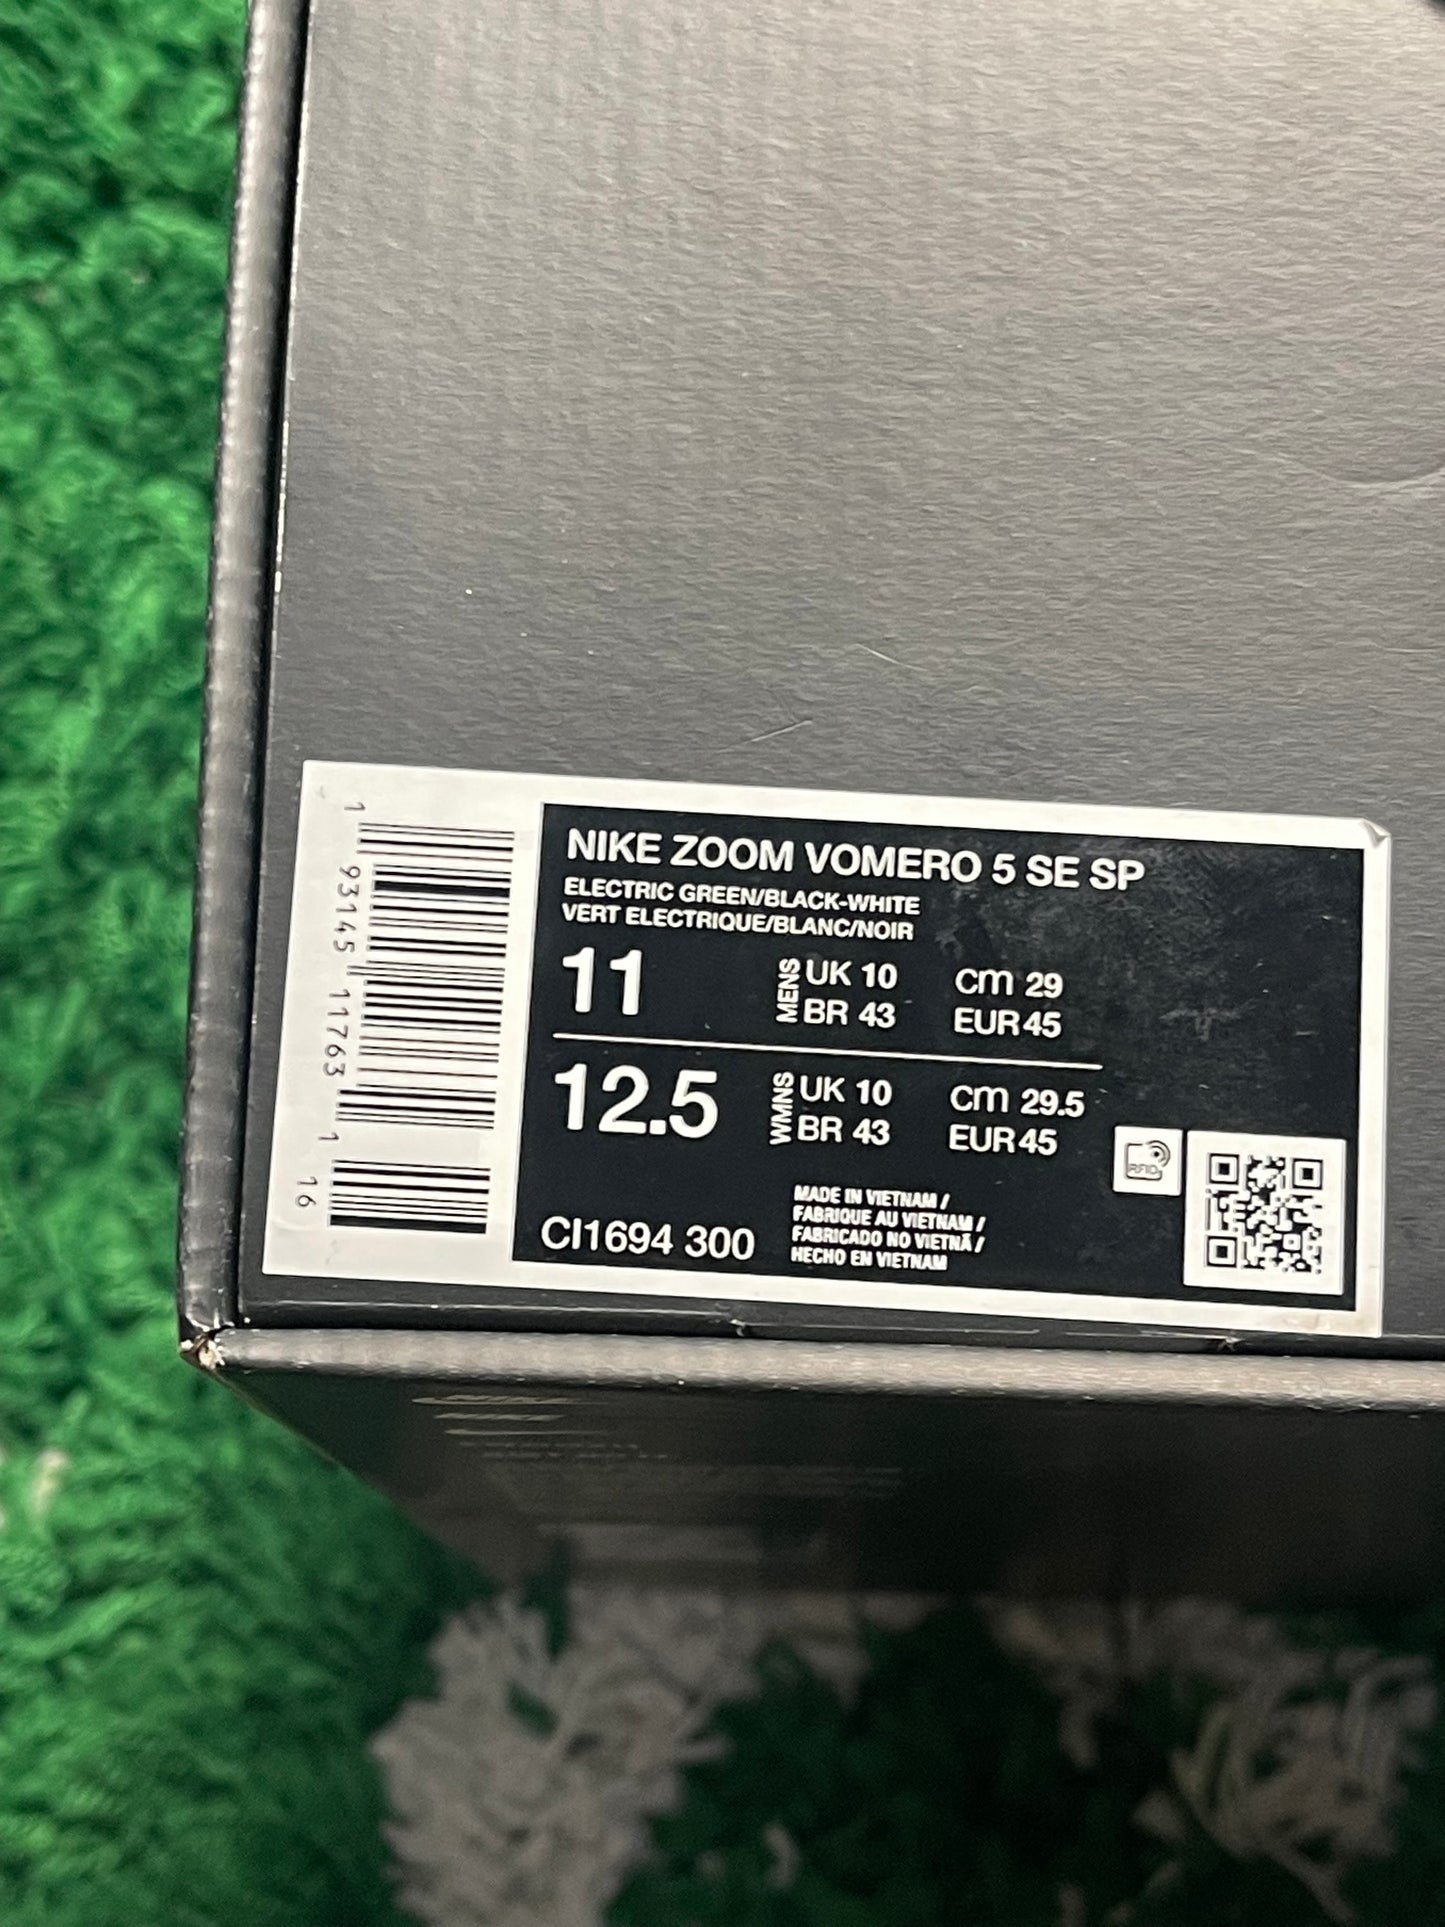 NIKE ZOOM VOMERO 5 SE SP
ELECTRIC GREEN/BLACK-WHITE
VERT ELECTRIQUE/BLANC/NOIR
11 MENS UK 10 cm 29
BR 43 EUR 45
12.5 WMNS UK 10 cm 29.5
BR 43 EUR 45
CI1694 300
MADE IN VIETNAM /
FABRIQUE AU VIETNAM /
FABRICADO NO VIETNÃ /
HECHO EN VIETNAM
RFID
1 93145 11763 1 16